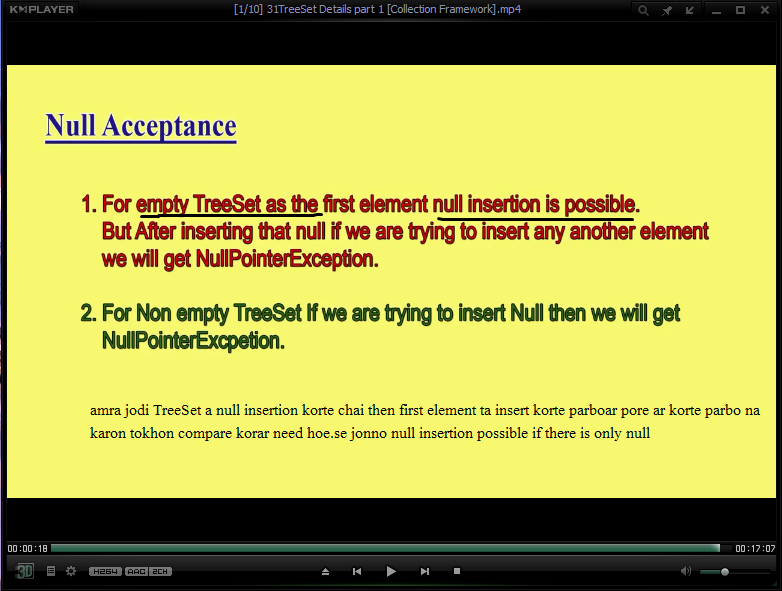 K▶MPLAYER
[1/10] 31TreeSet Details part 1 [Collection Framework].mp4
Null Acceptance
1. For empty TreeSet as the first element null insertion is possible.
But After inserting that null if we are trying to insert any another element
we will get NullPointerException.
2. For Non empty TreeSet If we are trying to insert Null then we will get
NullPointerExcpetion.
amra jodi TreeSet a null insertion korte chai then first element ta insert korte parboar pore ar korte parbo na
karon tokhon compare korar need hoe.se jonno null insertion possible if there is only null
00:00:18
00:17:07
3D
H264 AAC 2CH